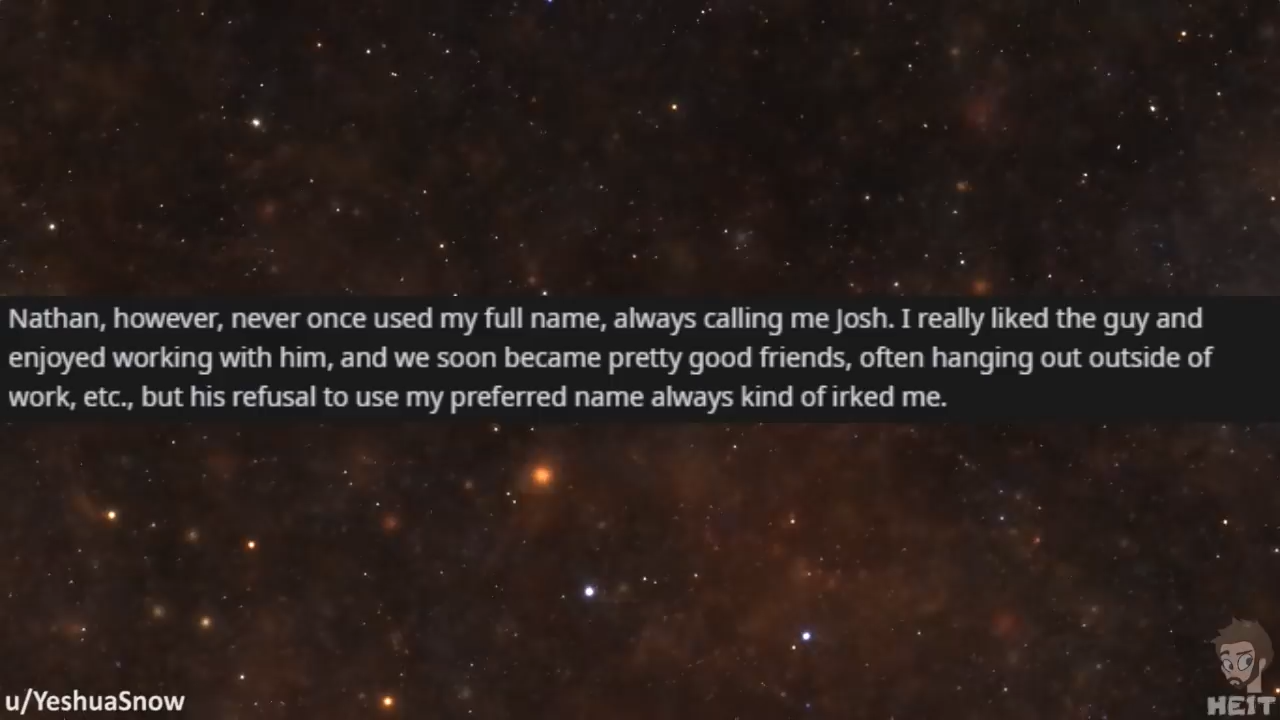 Nathan, however, never once used my full name, always calling me Josh. I really liked the guy and
enjoyed working with him, and we soon became pretty good friends, often hanging out outside of
work, etc., but his refusal to use my preferred name always kind of irked me.
u/YeshuaSnow
HEIT